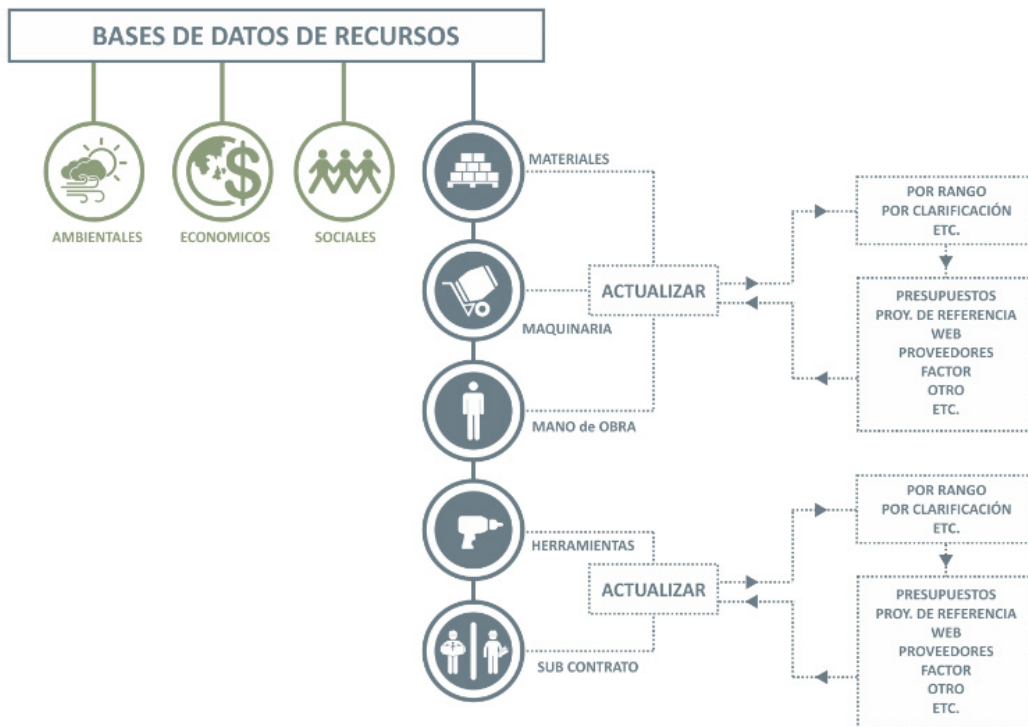 BASES DE DATOS DE RECURSOS
AMBIENTALES
ECONOMICOS
SOCIALES
MATERIALES
MAQUINARIA
MANO de OBRA
HERRAMIENTAS
SUB CONTRATO
ACTUALIZAR
POR RANGO
POR CLARIFICACIÓN
ETC.
PRESUPUESTOS
PROY. DE REFERENCIA
WEB
PROVEEDORES
FACTOR
OTRO
ETC.
ACTUALIZAR
POR RANGO
POR CLARIFICACIÓN
ETC.
PRESUPUESTOS
PROY. DE REFERENCIA
WEB
PROVEEDORES
FACTOR
OTRO
ETC.